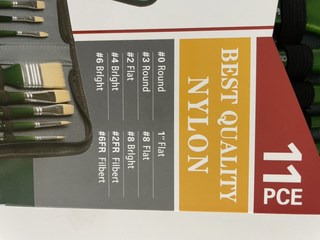 11
PCE
BEST QUALITY
NYLON
#0 Round
#3 Round
#2 Flat
#4 Bright
#6 Bright
1" Flat
#8 Flat
#8 Bright
#2FR Filbert
#6FR Filbert